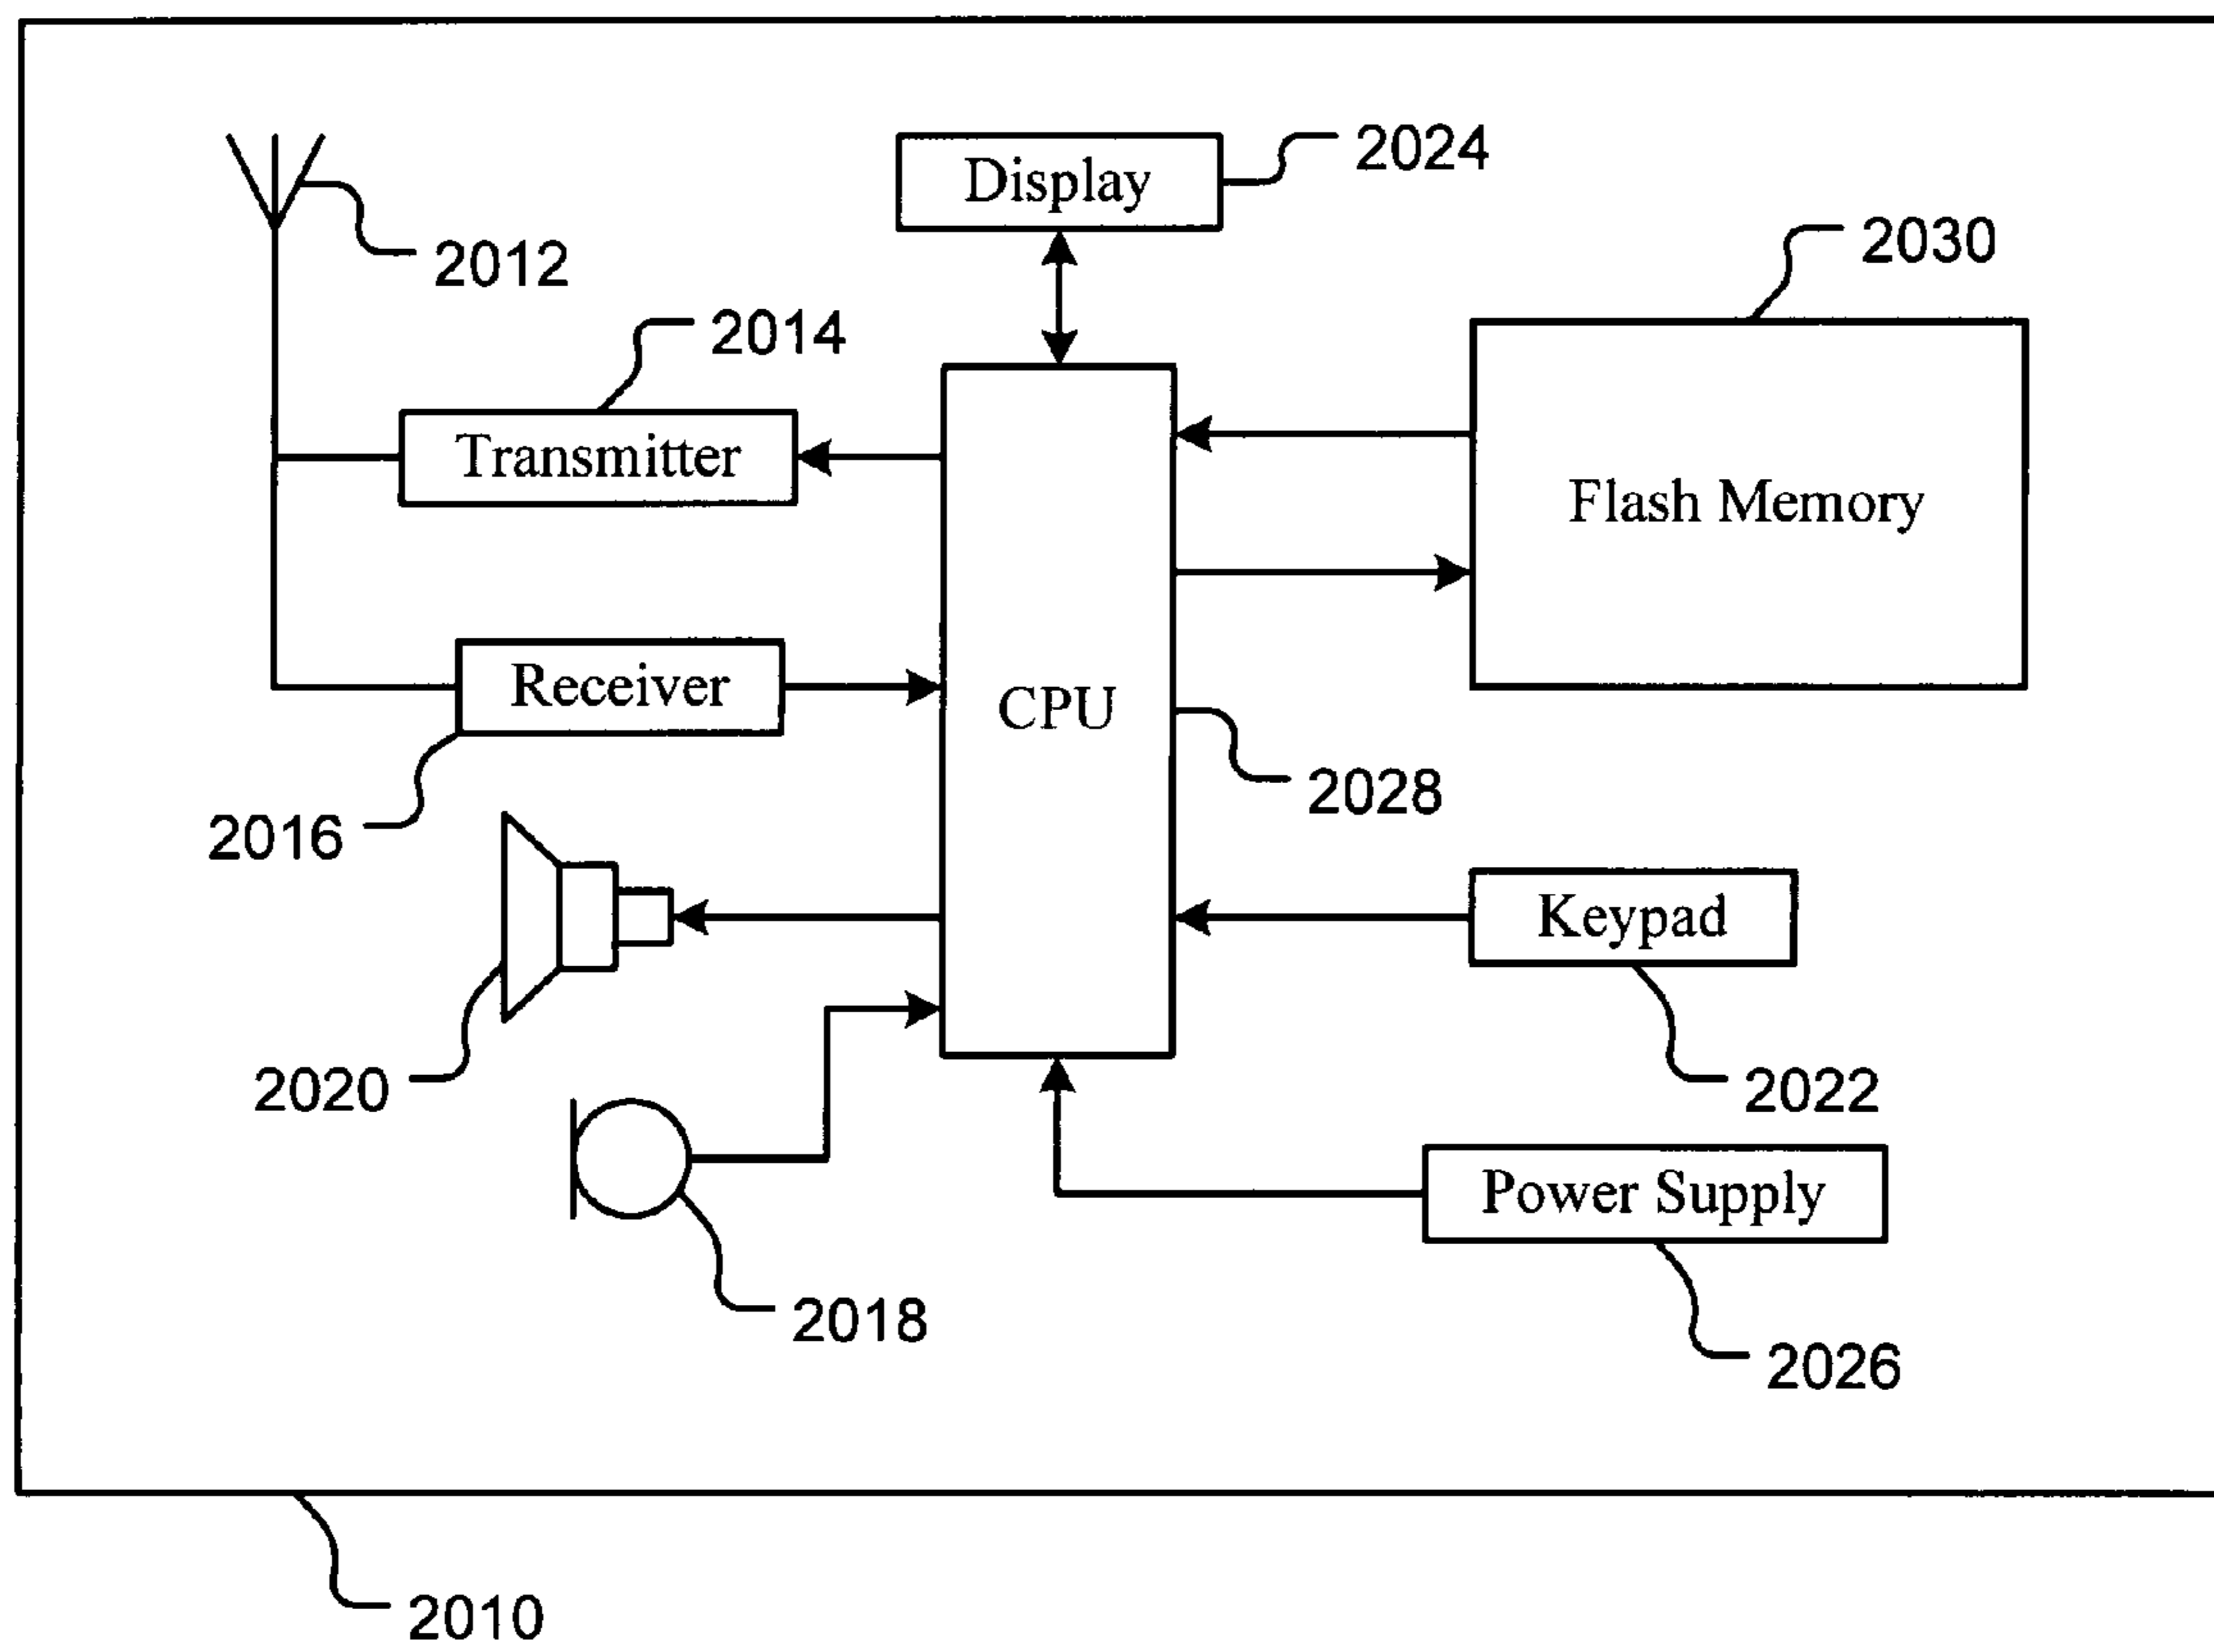 Display
2024
2012
2030
2014
Transmitter
Flash Memory
Receiver
CPU
2028
2016
Keypad
2020
2022
Power Supply
2018
2026
2010